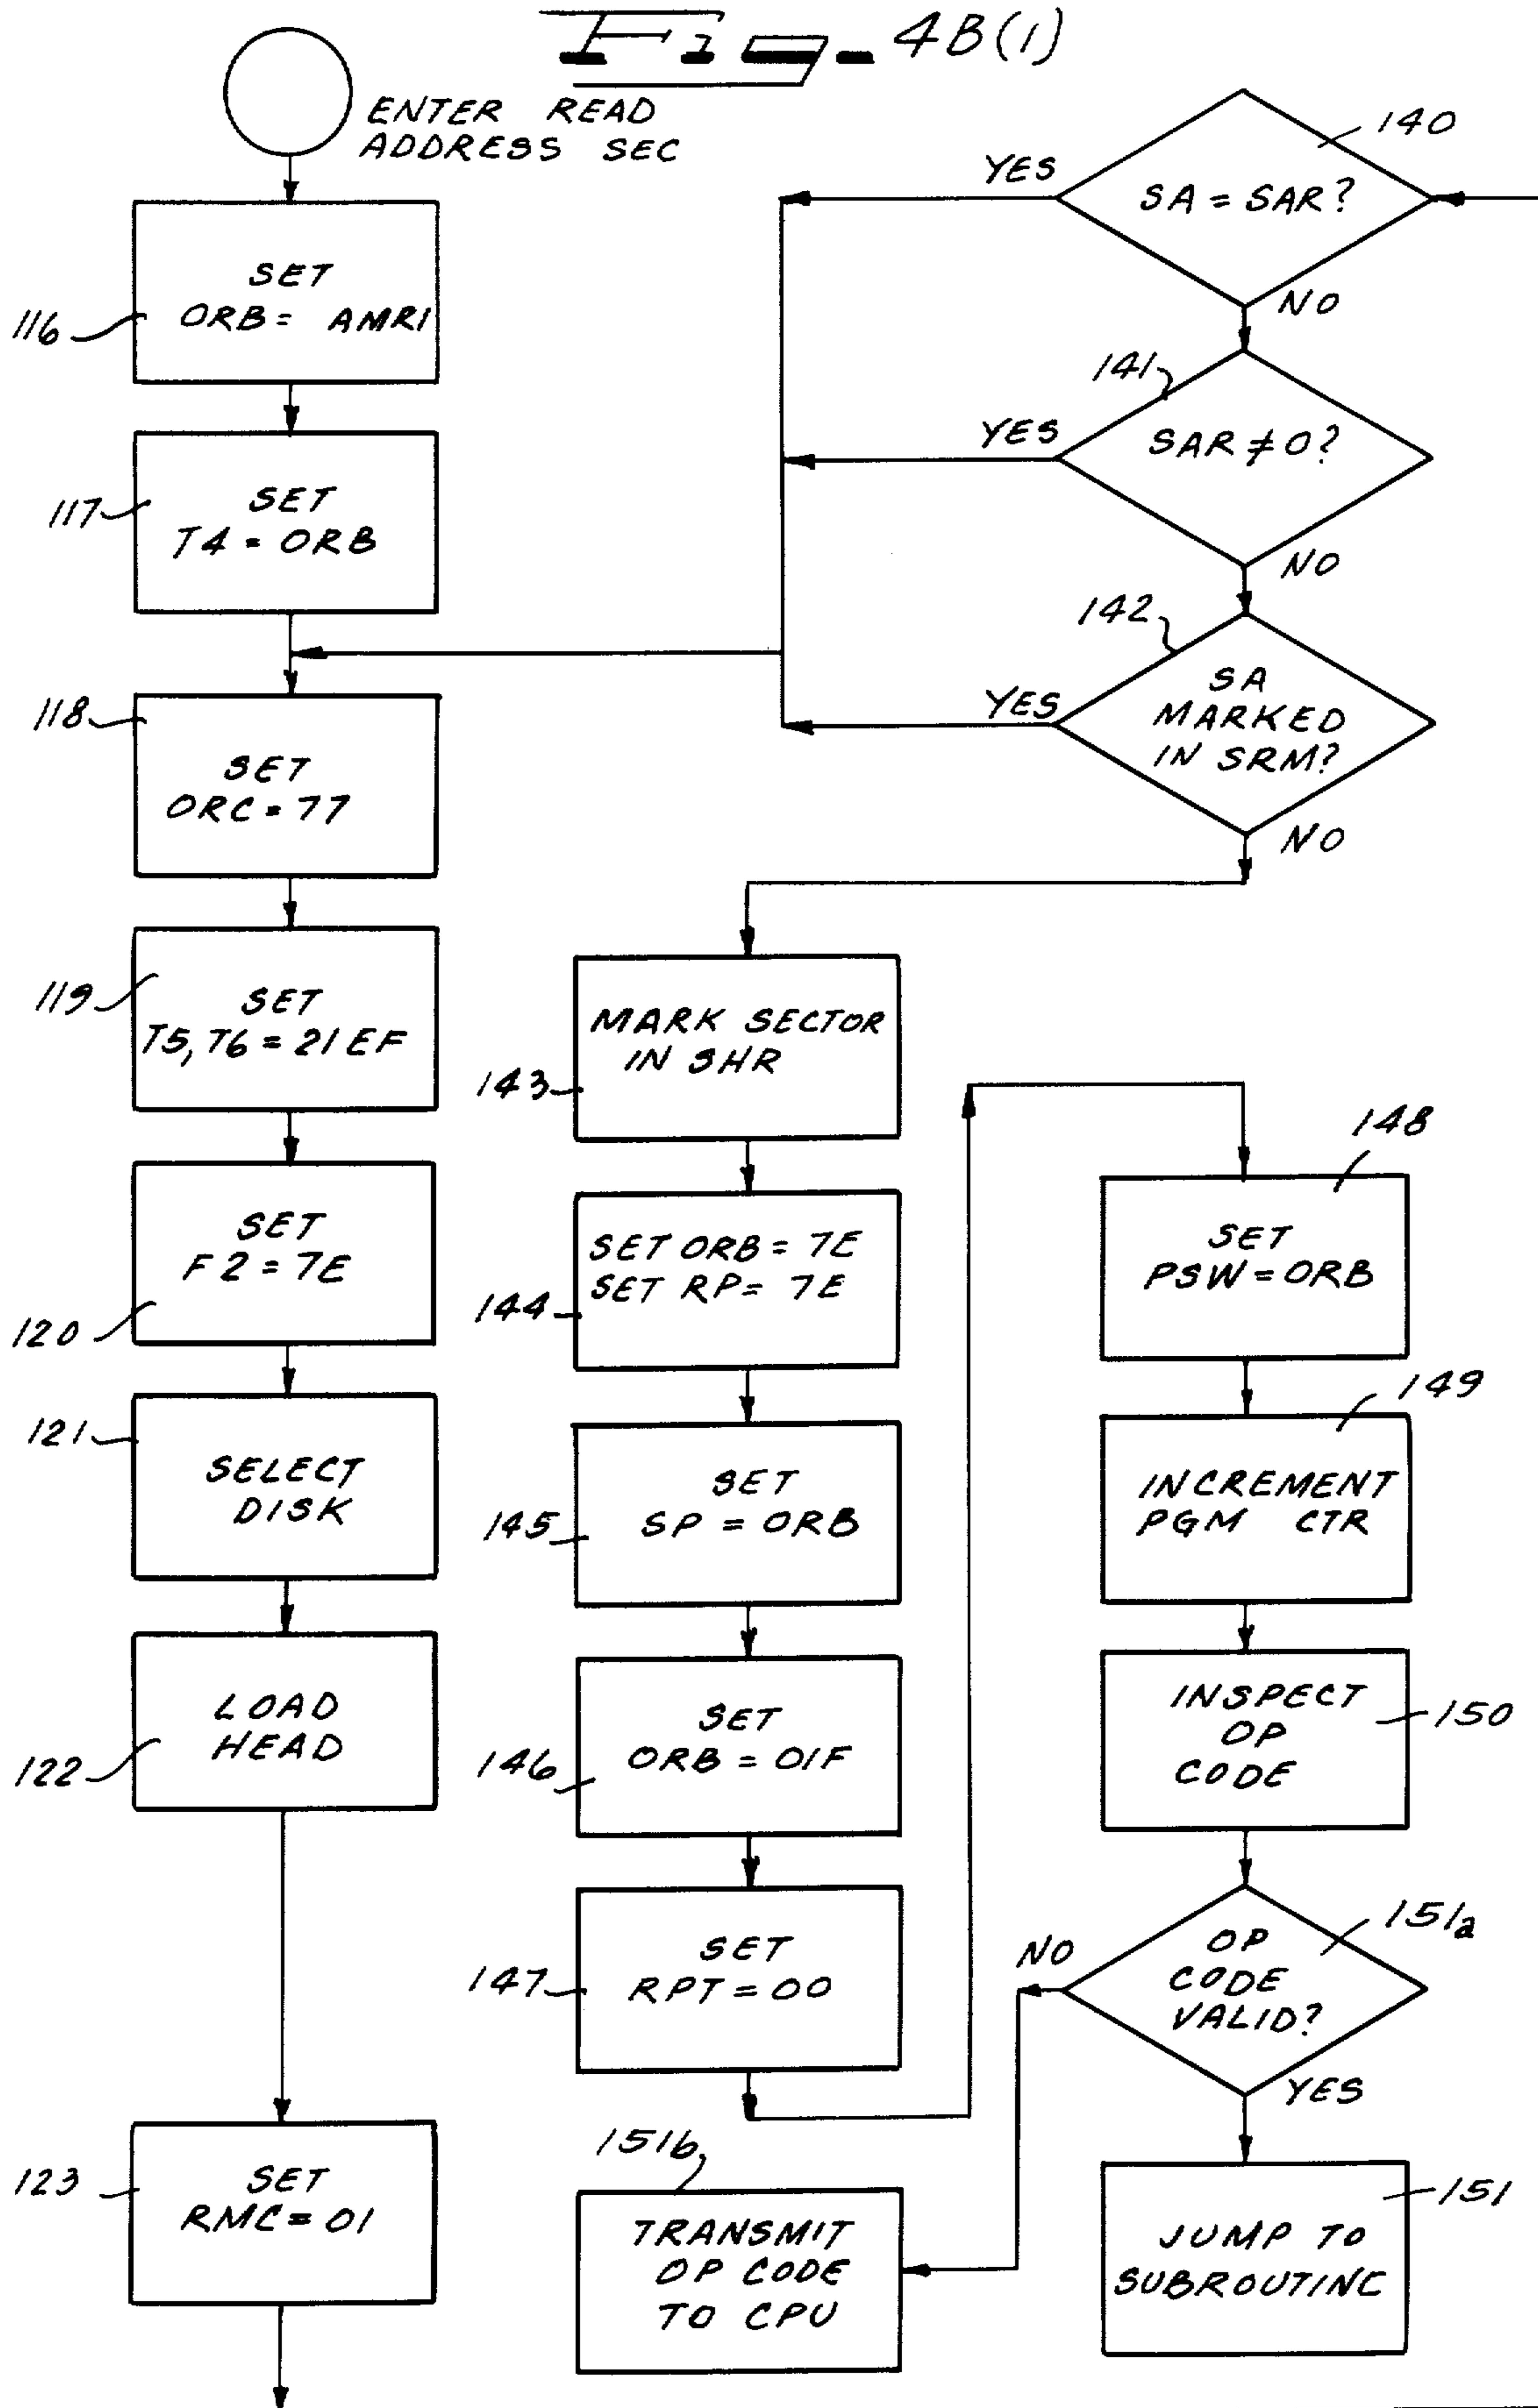 Fig. 4B(1)
ENTER READ
ADDRESS SEC
116
SET
ORB = AMR1
117
SET
T4 = ORB
118
SET
ORC = 77
119
SET
T5, T6 = 21EF
120
SET
F2 = 7E
121
SELECT
DISK
122
LOAD
HEAD
123
SET
RMC = 01
140
SA = SAR?
YES
NO
141
SAR ≠ 0?
YES
NO
142
SA
MARKED
IN SRM?
YES
NO
143
MARK SECTOR
IN SHR
144
SET ORB = 7E
SET RP = 7E
145
SET
SP = ORB
146
SET
ORB = 01F
147
SET
RPT = 00
148
SET
PSW = ORB
149
INCREMENT
PGM CTR
150
INSPECT
OP
CODE
151a
OP
CODE
VALID?
NO
YES
151b
TRANSMIT
OP CODE
TO CPU
151
JUMP TO
SUBROUTINC